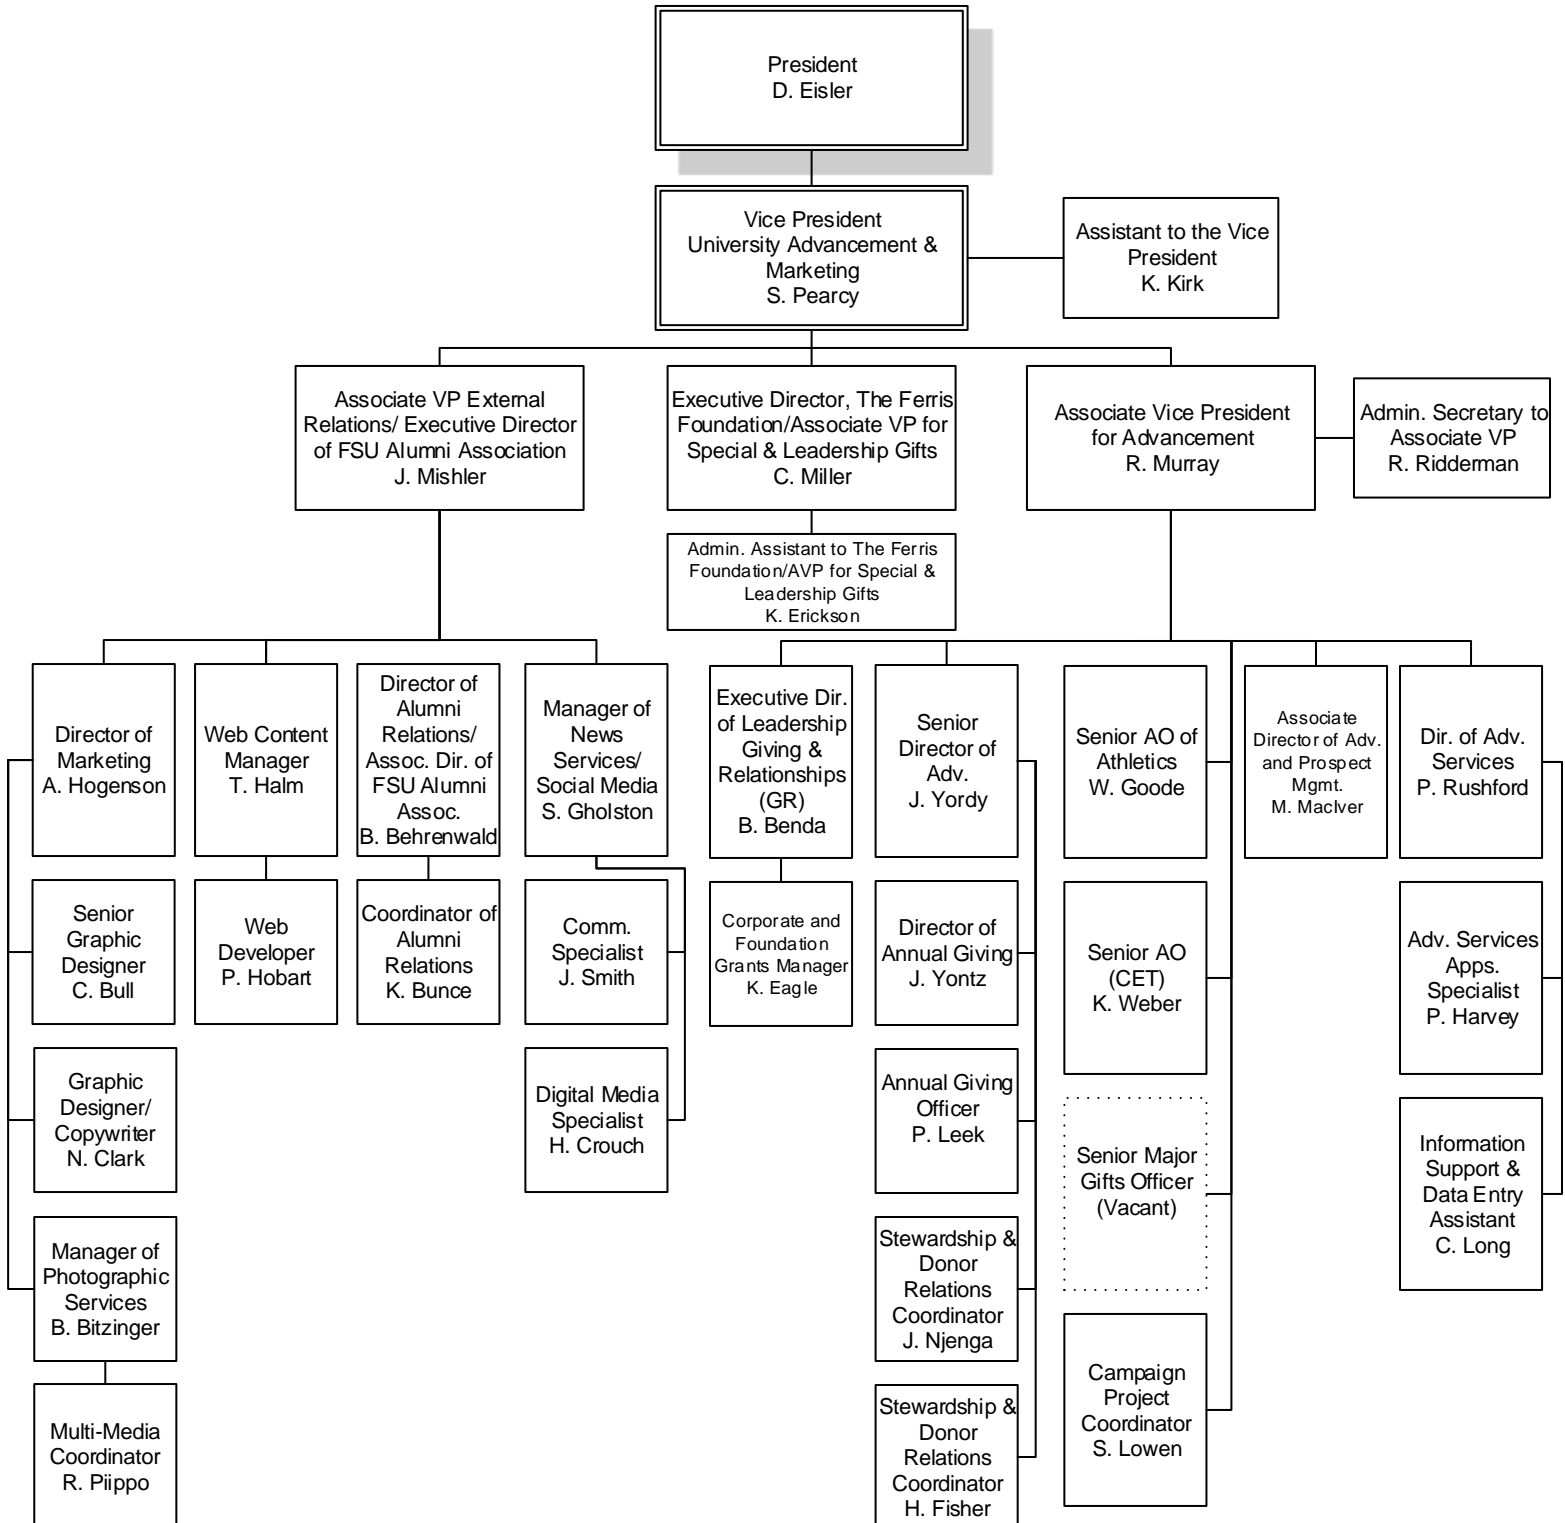 President
D. Eisler
Vice President
University Advancement &
Marketing
S. Pearcy
Assistant to the Vice
President
K. Kirk
Associate VP External
Relations/ Executive Director
of FSU Alumni Association
J. Mishler
Executive Director, The Ferris
Foundation/Associate VP for
Special & Leadership Gifts
C. Miller
Associate Vice President
for Advancement
R. Murray
Admin. Secretary to
Associate VP
R. Ridderman
Admin. Assistant to The Ferris
Foundation/AVP for Special &
Leadership Gifts
K. Erickson
Director of
Marketing
A. Hogenson
Web Content
Manager
T. Halm
Director of
Alumni
Relations/
Assoc. Dir. of
FSU Alumni
Assoc.
B. Behrenwald
Manager of
News
Services/
Social Media
S. Gholston
Executive Dir.
of Leadership
Giving &
Relationships
(GR)
B. Benda
Senior
Director of
Adv.
J. Yordy
Senior AO of
Athletics
W. Goode
Associate
Director of Adv.
and Prospect
Mgmt.
M. MacIver
Dir. of Adv.
Services
P. Rushford
Senior
Graphic
Designer
C. Bull
Web
Developer
P. Hobart
Coordinator of
Alumni
Relations
K. Bunce
Comm.
Specialist
J. Smith
Corporate and
Foundation
Grants Manager
K. Eagle
Director of
Annual Giving
J. Yontz
Senior AO
(CET)
K. Weber
Adv. Services
Apps.
Specialist
P. Harvey
Graphic
Designer/
Copywriter
N. Clark
Digital Media
Specialist
H. Crouch
Annual Giving
Officer
P. Leek
Senior Major
Gifts Officer
(Vacant)
Information
Support &
Data Entry
Assistant
C. Long
Manager of
Photographic
Services
B. Bitzinger
Stewardship &
Donor
Relations
Coordinator
J. Njenga
Campaign
Project
Coordinator
S. Lowen
Multi-Media
Coordinator
R. Piippo
Stewardship &
Donor
Relations
Coordinator
H. Fisher